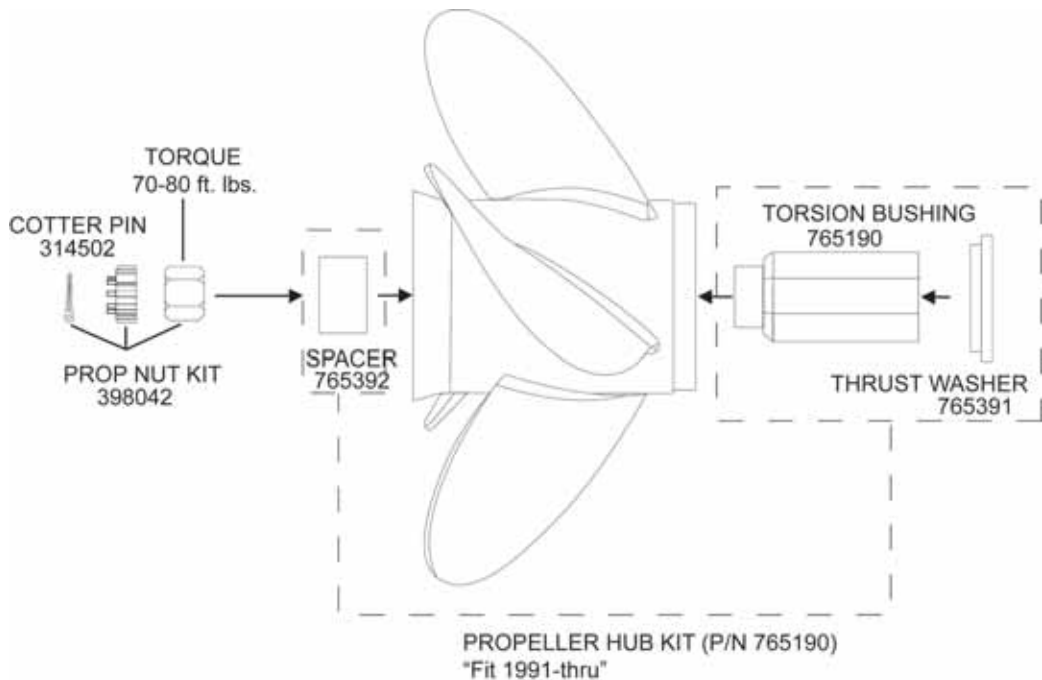 TORQUE
70-80 ft. lbs.
COTTER PIN
314502
PROP NUT KIT
398042
SPACER
765392
TORSION BUSHING
765190
THRUST WASHER
765391
PROPELLER HUB KIT (P/N 765190)
"Fit 1991-thru"